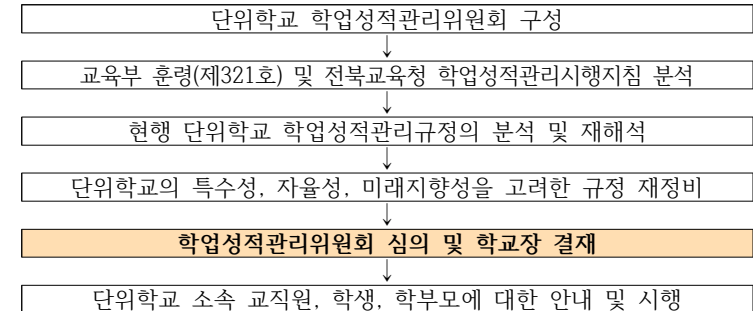 단위학교 학업성적관리위원회 구성
↓
교육부 훈령(제321호) 및 전북교육청 학업성적관리시행지침 분석
↓
현행 단위학교 학업성적관리규정의 분석 및 재해석
↓
단위학교의 특수성, 자율성, 미래지향성을 고려한 규정 재정비
↓
학업성적관리위원회 심의 및 학교장 결재
↓
단위학교 소속 교직원, 학생, 학부모에 대한 안내 및 시행